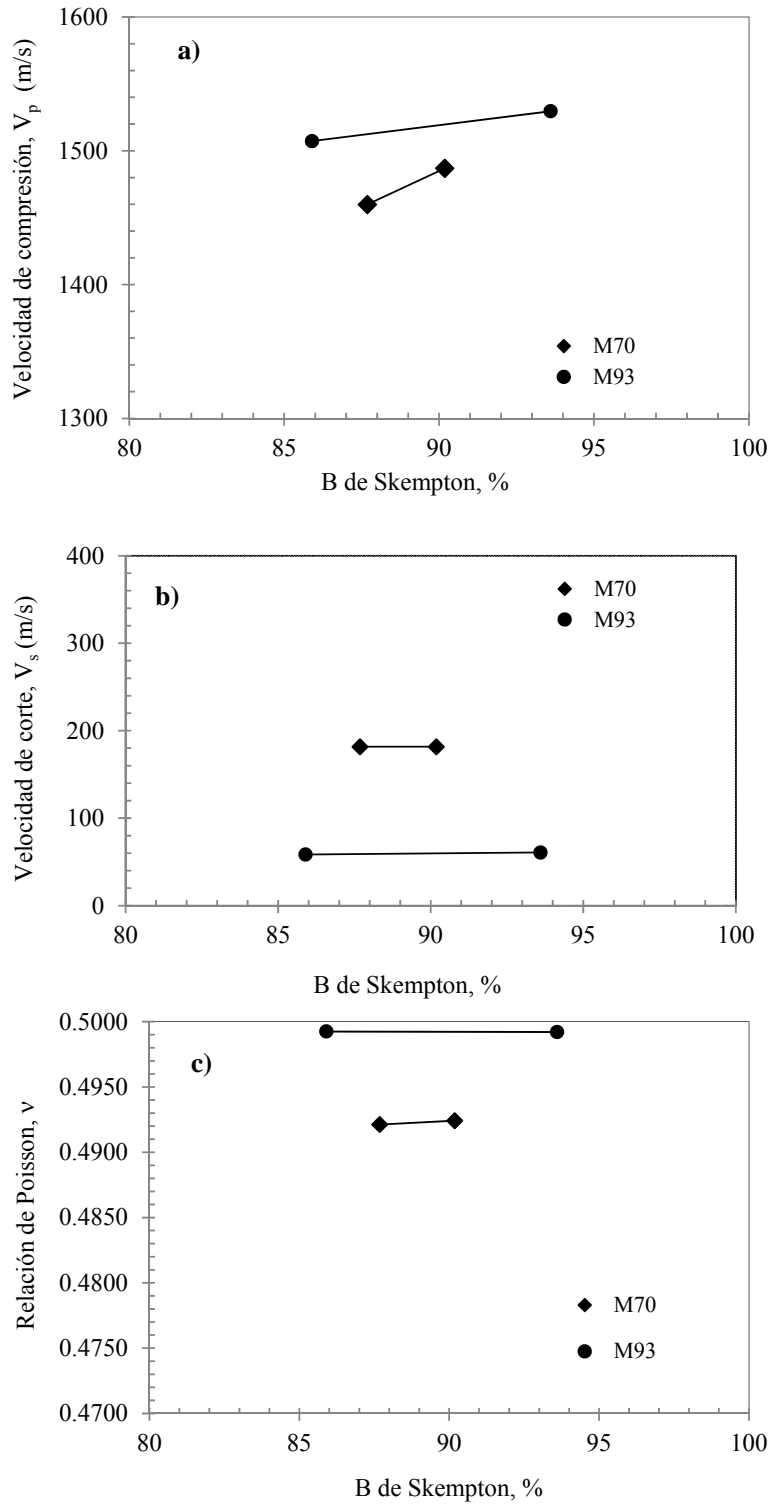 a)
Velocidad de compresión, Vp (m/s)
1600
1500
1400
1300
M70
M93
80 85 90 95 100
B de Skempton, %
b)
Velocidad de corte, Vs (m/s)
400
300
200
100
0
M70
M93
80 85 90 95 100
B de Skempton, %
c)
Relación de Poisson, ν
0.5000
0.4950
0.4900
0.4850
0.4800
0.4750
0.4700
M70
M93
80 85 90 95 100
B de Skempton, %